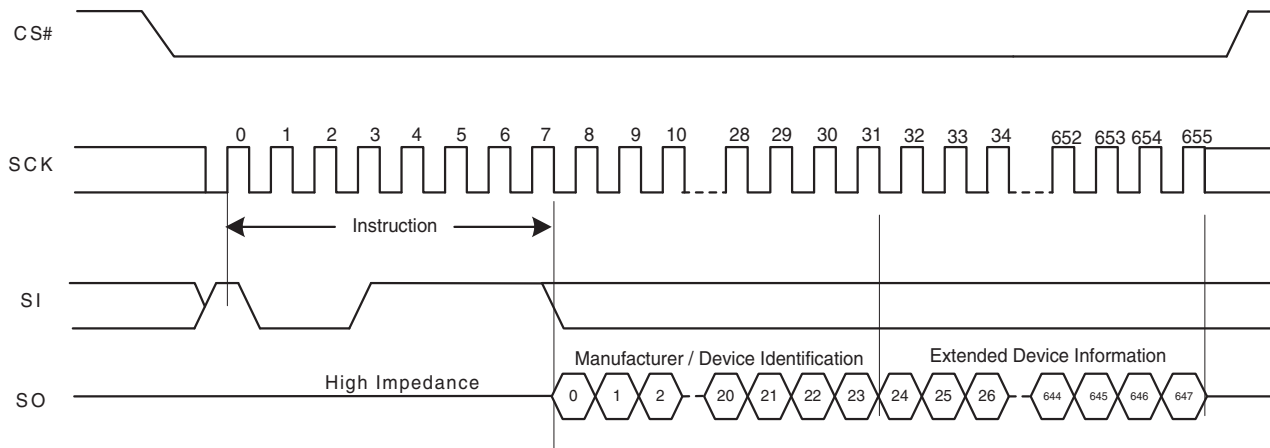 CS#
0 1 2 3 4 5 6 7 8 9 10 28 29 30 31 32 33 34 652 653 654 655
SCK
Instruction
SI
Manufacturer / Device Identification Extended Device Information
High Impedance
SO 0 1 2 20 21 22 23 24 25 26 644 645 646 647